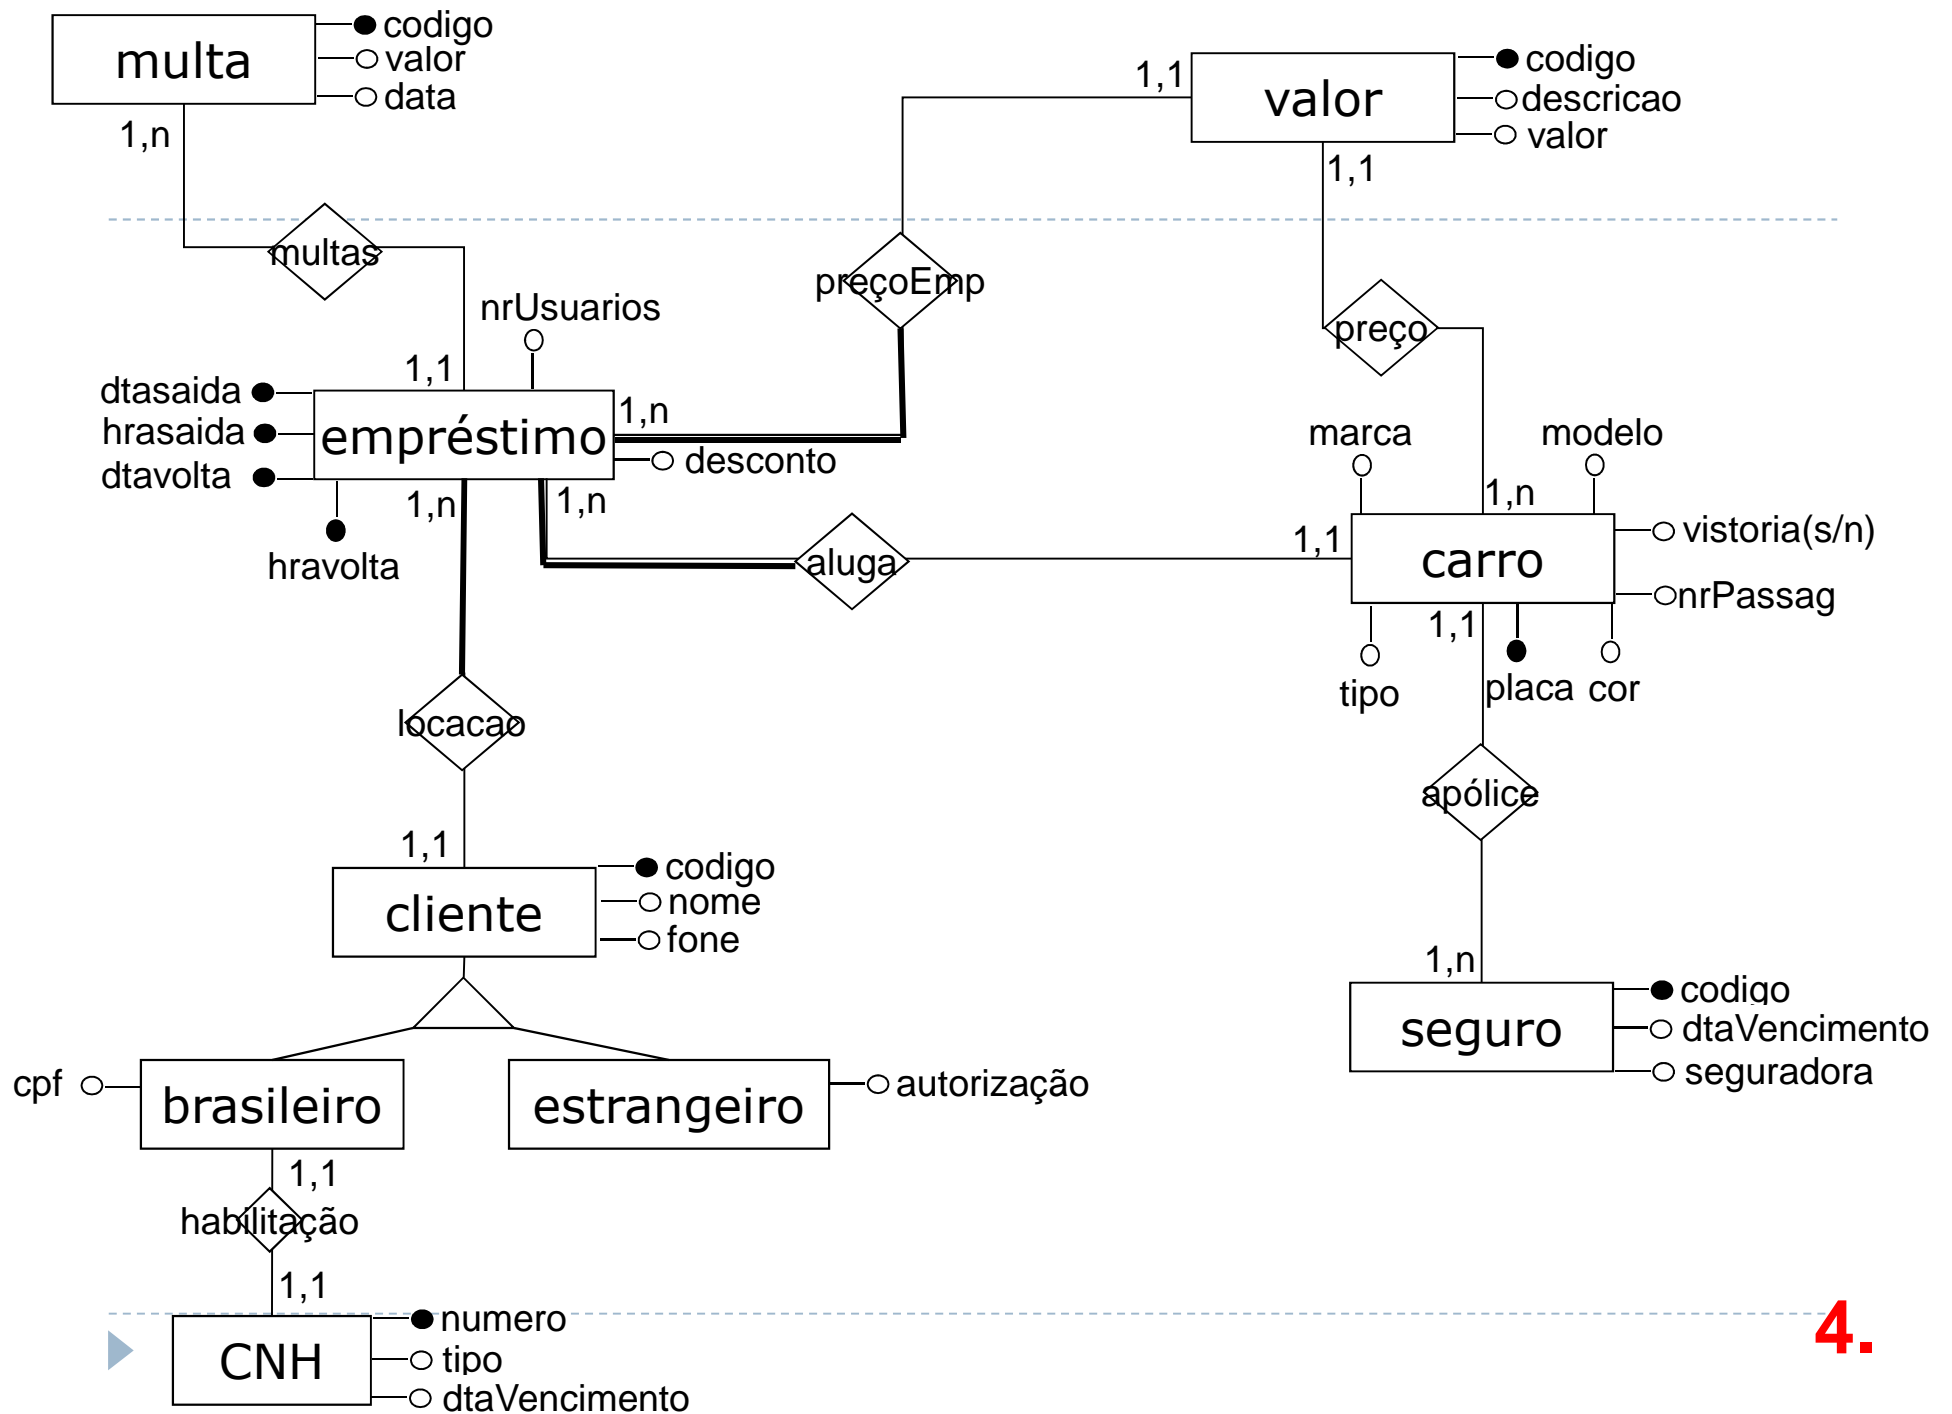 codigo
multa
valor
data
1,n
1,1
valor
codigo
descricao
valor
1,1
multas
preçoEmp
preço
nrUsuarios
1,1
dtasaida
hrasaida
dtavolta
empréstimo
1,n
desconto
1,n
1,n
hravolta
marca
modelo
1,n
aluga
1,1
carro
vistoria(s/n)
nrPassag
1,1
tipo
placa
cor
locacao
apólice
1,1
cliente
codigo
nome
fone
1,n
seguro
codigo
dtaVencimento
seguradora
cpf
brasileiro
estrangeiro
autorização
1,1
habilitação
1,1
CNH
numero
tipo
dtaVencimento
4.